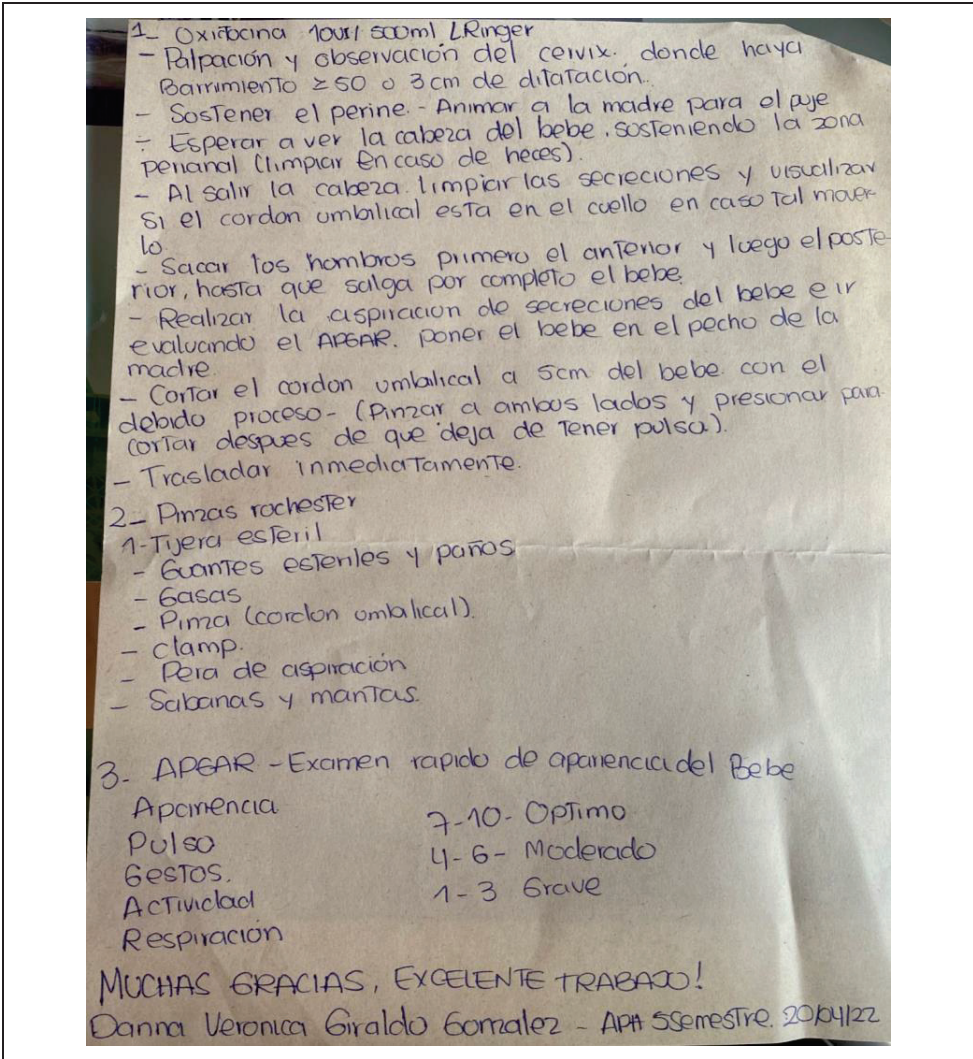 1_ Oxitocina 10UI/ 500ml LRinger
- Palpación y observación del cervix. donde haya
Barrimiento ≥50 o 3cm de dilatación.
- Sostener el perine. - Animar a la madre para el puje
- Esperar a ver la cabeza del bebe. sosteniendo la zona
perianal (limpiar en caso de heces).
- Al salir la cabeza. limpiar las secreciones y visualizar
si el cordon umbilical esta en el cuello en caso tal mover-
lo.
- Sacar los hombros primero el anterior y luego el poste-
rior, hasta que salga por completo el bebe.
- Realizar la aspiracion de secreciones del bebe e ir
evaluando el APGAR. poner el bebe en el pecho de la
madre.
- Cortar el cordon umbilical a 5cm del bebe. con el
debido proceso - (Pinzar a ambos lados y presionar para
cortar despues de que deja de tener pulso).
- Trasladar inmediatamente.
2_ Pinzas rochester
1-Tijera esteril
- Guantes esteriles y paños
- Gasas
- Pinza (cordon umbalical).
- clamp.
- Pera de aspiración
- Sabanas y mantas.
3- APGAR - Examen rapido de apariencia del Bebe
Apariencia 7-10- Optimo
Pulso 4-6- Moderado
Gestos. 1-3 Grave
Actividad
Respiración
MUCHAS GRACIAS, EXCELENTE TRABAJO!
Danna Veronica Giraldo Gomzalez - APH 5Semestre. 20/04/22